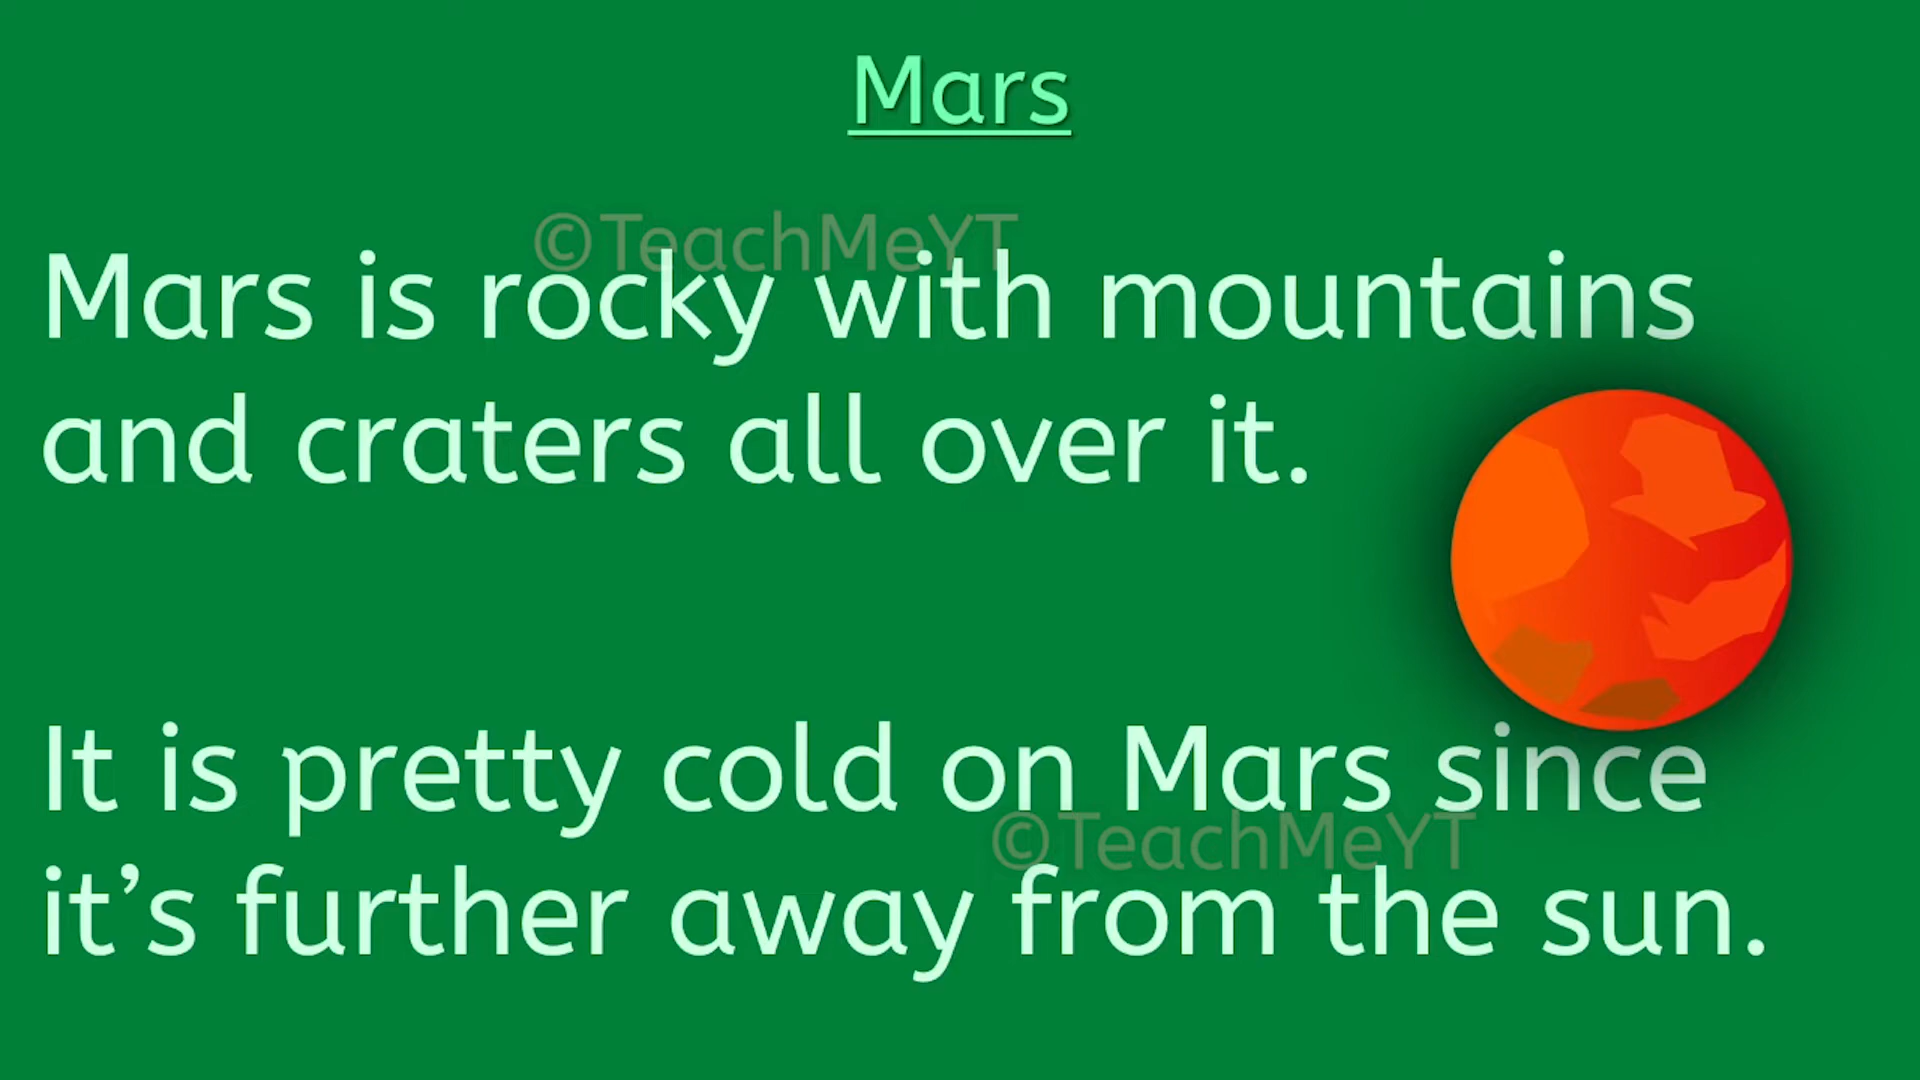 Mars
©TeachMeYT
Mars is rocky with mountains
and craters all over it.
It is pretty cold on Mars since
©TeachMeYT
it’s further away from the sun.